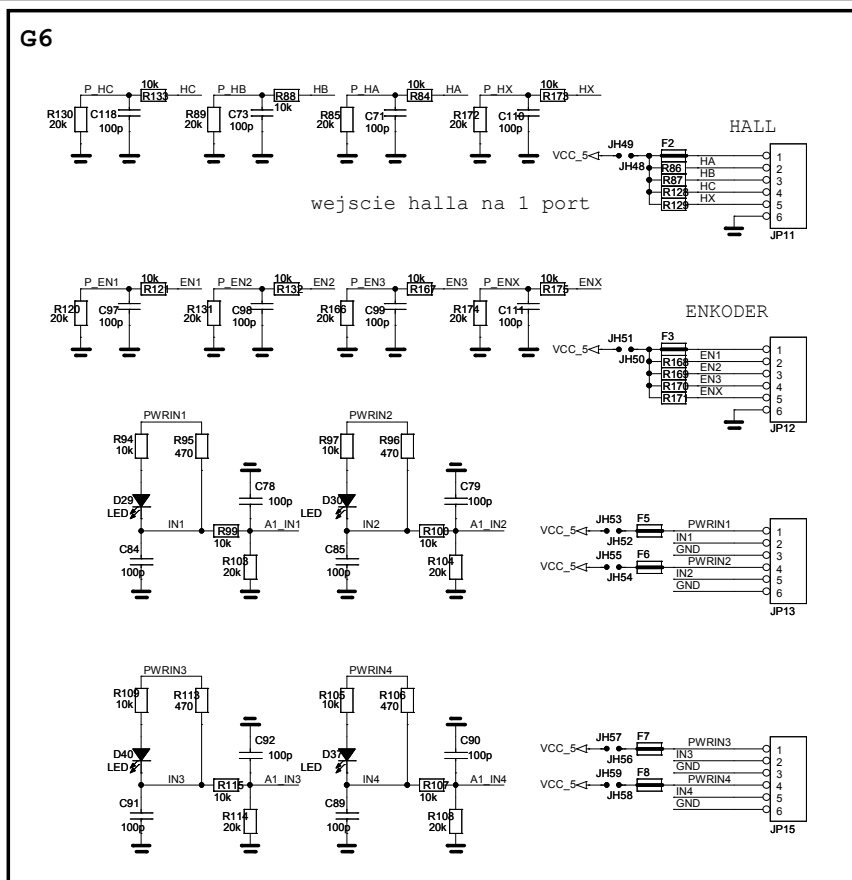 G6
P_HC 10k HC P_HB R88 HB P_HA 10k HA P_HX 10k HX
R133 10k R84 R173
R130 C118 R89 C73 R85 C71 R172 C110
20k 100p 20k 100p 20k 100p 20k 100p
HALL
VCC_5 JH49 F2 1
JH48 R86 HA 2
R87 HB 3
R128 HC 4
R129 HX 5
6
JP11
wejscie halla na 1 port
P_EN1 10k EN1 P_EN2 10k EN2 P_EN3 10k EN3 P_ENX 10k ENX
R121 R132 R167 R175
R120 C97 R131 C98 R166 C99 R174 C111
20k 100p 20k 100p 20k 100p 20k 100p
ENKODER
VCC_5 JH51 F3 1
JH50 R168 EN1 2
R169 EN2 3
R170 EN3 4
R171 ENX 5
6
JP12
PWRIN1 PWRIN2
R94 R95 R97 R96
10k 470 10k 470
C78 C79
D29 100p D30 100p
LED LED
IN1 R99 A1_IN1 IN2 R100 A1_IN2
10k 10k
C84 R103 C85 R104
100p 20k 100p 20k
VCC_5 JH53 F5 PWRIN1 1
JH52 IN1 2
JH55 F6 GND 3
VCC_5 PWRIN2 4
JH54 IN2 5
GND 6
JP13
PWRIN3 PWRIN4
R109 R113 R105 R106
10k 470 10k 470
C92 C90
D40 100p D37 100p
LED LED
IN3 R115 A1_IN3 IN4 R107 A1_IN4
10k 10k
C91 R114 C89 R108
100p 20k 100p 20k
VCC_5 JH57 F7 PWRIN3 1
JH56 IN3 2
JH59 F8 GND 3
VCC_5 PWRIN4 4
JH58 IN4 5
GND 6
JP15